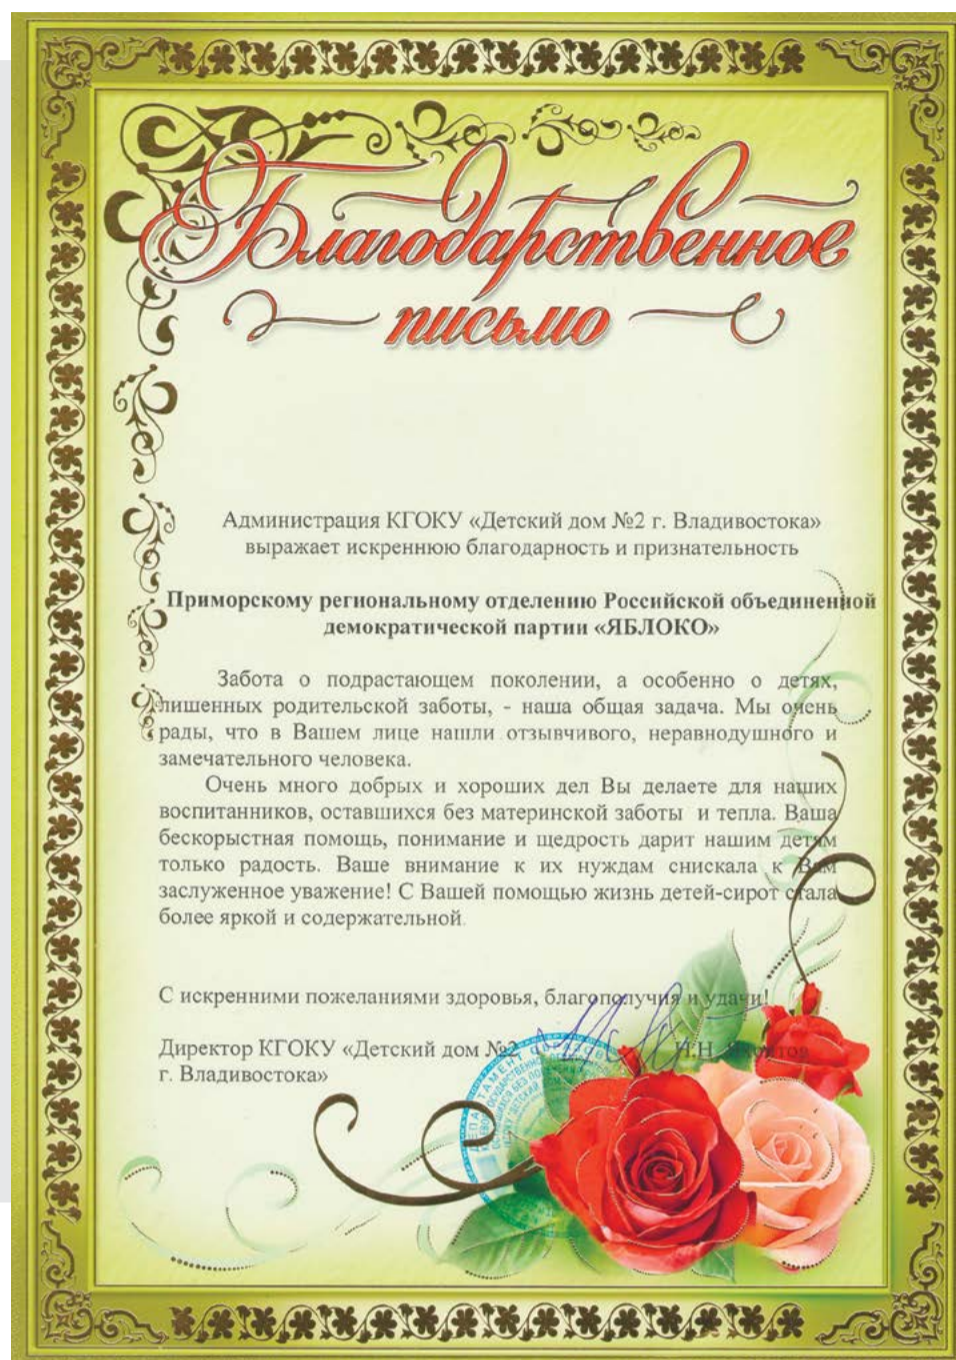 Благодарственное
письмо
Администрация КГОКУ «Детский дом №2 г. Владивостока»
выражает искреннюю благодарность и признательность
Приморскому региональному отделению Российской объединенной
демократической партии «ЯБЛОКО»
Забота о подрастающем поколении, а особенно о детях,
лишенных родительской заботы, - наша общая задача. Мы очень
рады, что в Вашем лице нашли отзывчивого, неравнодушного и
замечательного человека.
Очень много добрых и хороших дел Вы делаете для наших
воспитанников, оставшихся без материнской заботы и тепла. Ваша
бескорыстная помощь, понимание и щедрость дарит нашим детям
только радость. Ваше внимание к их нуждам снискала к Вам
заслуженное уважение! С Вашей помощью жизнь детей-сирот стала
более яркой и содержательной.
С искренними пожеланиями здоровья, благополучия и удачи!
Директор КГОКУ «Детский дом №2 Н.Н.
г. Владивостока»